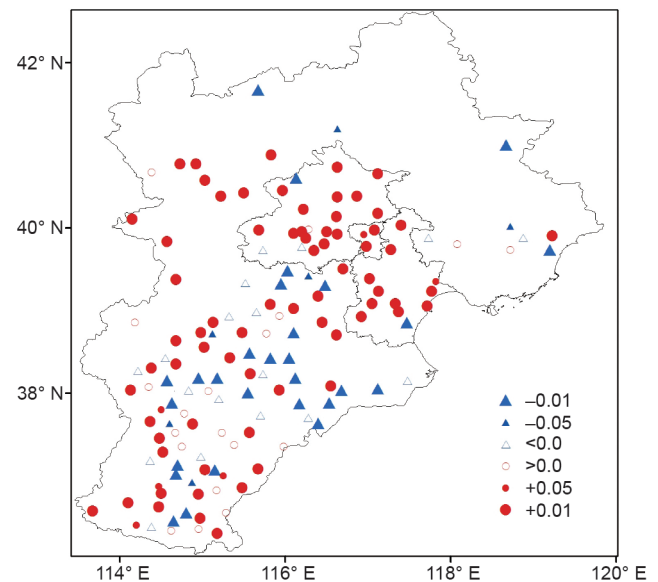 42° N
40° N
38° N
–0.01
–0.05
<0.0
>0.0
+0.05
+0.01
114° E
116° E
118° E
120° E